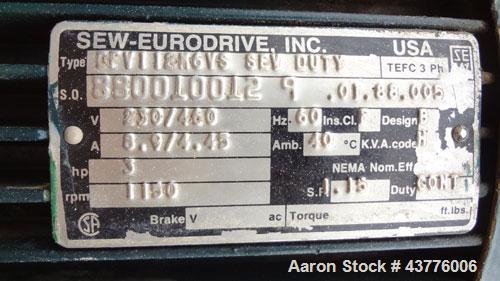 SEW-EURODRIVE, INC. USA
Type SEV DUTY TEFC 3 Ph
S.O. 880010012 9 .01.88.005
V 230/460 Hz 60 Ins.Cl. F Design B
A 8.9/4.45 Amb. 40 °C K.V.A. code H
hp 3 NEMA Nom. Eff
rpm 1150 S.F. 1.15 Duty CONT
Brake V ac Torque ft.lbs.
Aaron Stock # 43776006